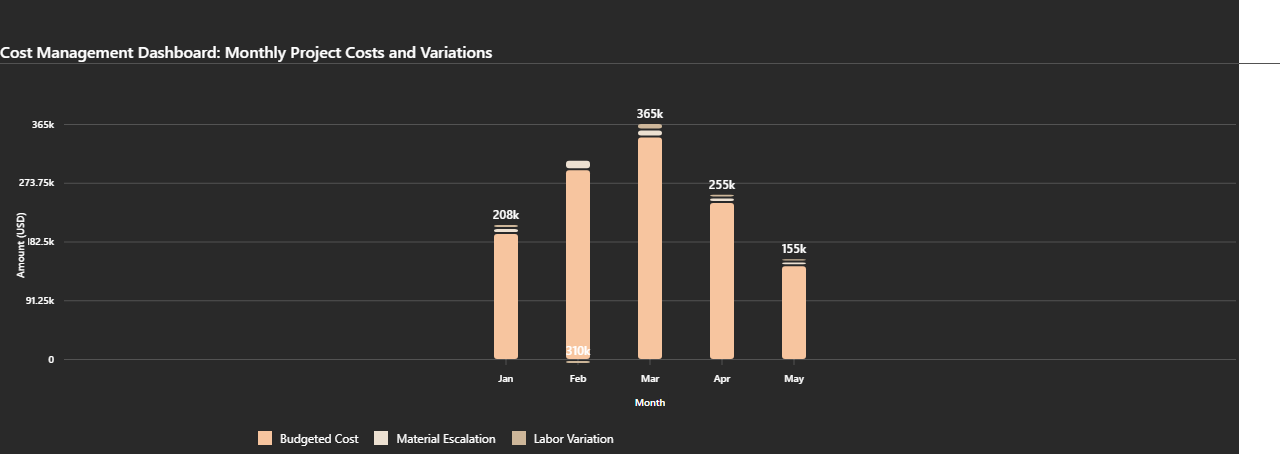 Cost Management Dashboard: Monthly Project Costs and Variations
365k
365k
255k
273.75k
208k
Amount (USD)
182.5k
155k
91.25k
310k
0
Jan Feb Mar Apr May
Month
Budgeted Cost Material Escalation Labor Variation